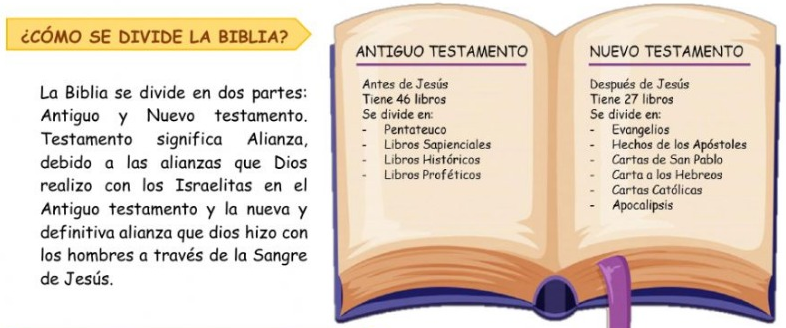 ¿CÓMO SE DIVIDE LA BIBLIA?
La Biblia se divide en dos partes:
Antiguo y Nuevo testamento.
Testamento significa Alianza,
debido a las alianzas que Dios
realizo con los Israelitas en el
Antiguo testamento y la nueva y
definitiva alianza que dios hizo con
los hombres a través de la Sangre
de Jesús.
ANTIGUO TESTAMENTO
Antes de Jesús
Tiene 46 libros
Se divide en:
- Pentateuco
- Libros Sapienciales
- Libros Históricos
- Libros Proféticos
NUEVO TESTAMENTO
Después de Jesús
Tiene 27 libros
Se divide en:
- Evangelios
- Hechos de los Apóstoles
- Cartas de San Pablo
- Carta a los Hebreos
- Cartas Católicas
- Apocalipsis